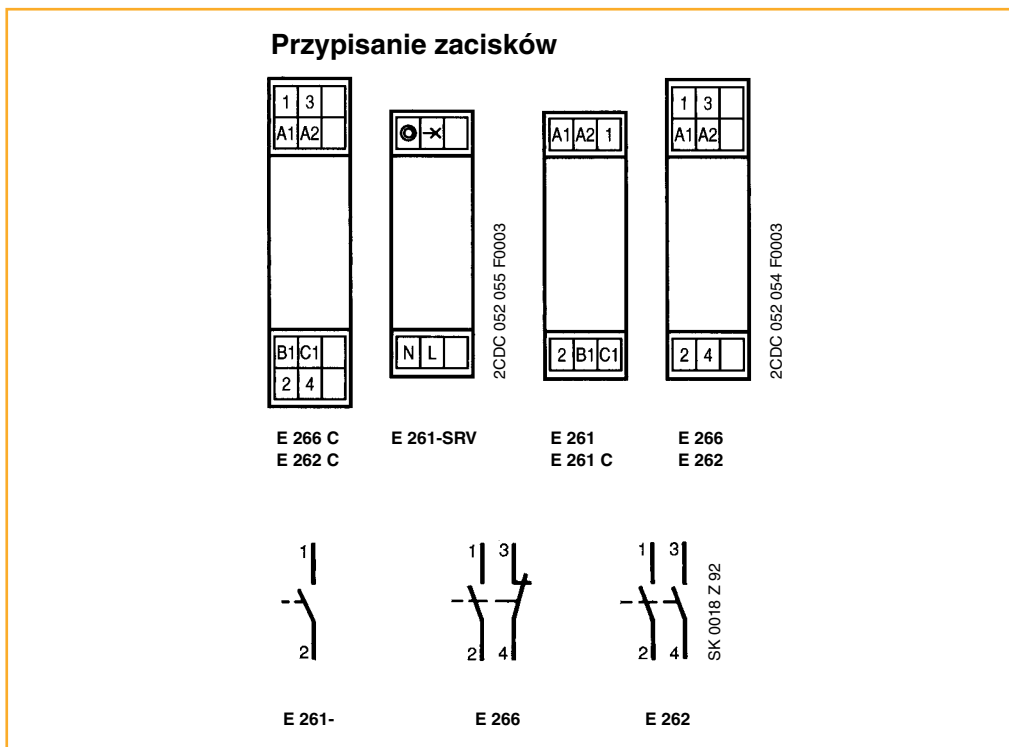 Przypisanie zacisków
1 3
A1 A2
B1 C1
2 4
N L
2CDC 052 055 F0003
A1 A2 1
2 B1 C1
1 3
A1 A2
2 4
2CDC 052 054 F0003
E 266 C
E 262 C
E 261-SRV
E 261
E 261 C
E 266
E 262
1
2
1 3
2 4
1 3
2 4
SK 0018 Z 92
E 261-
E 266
E 262